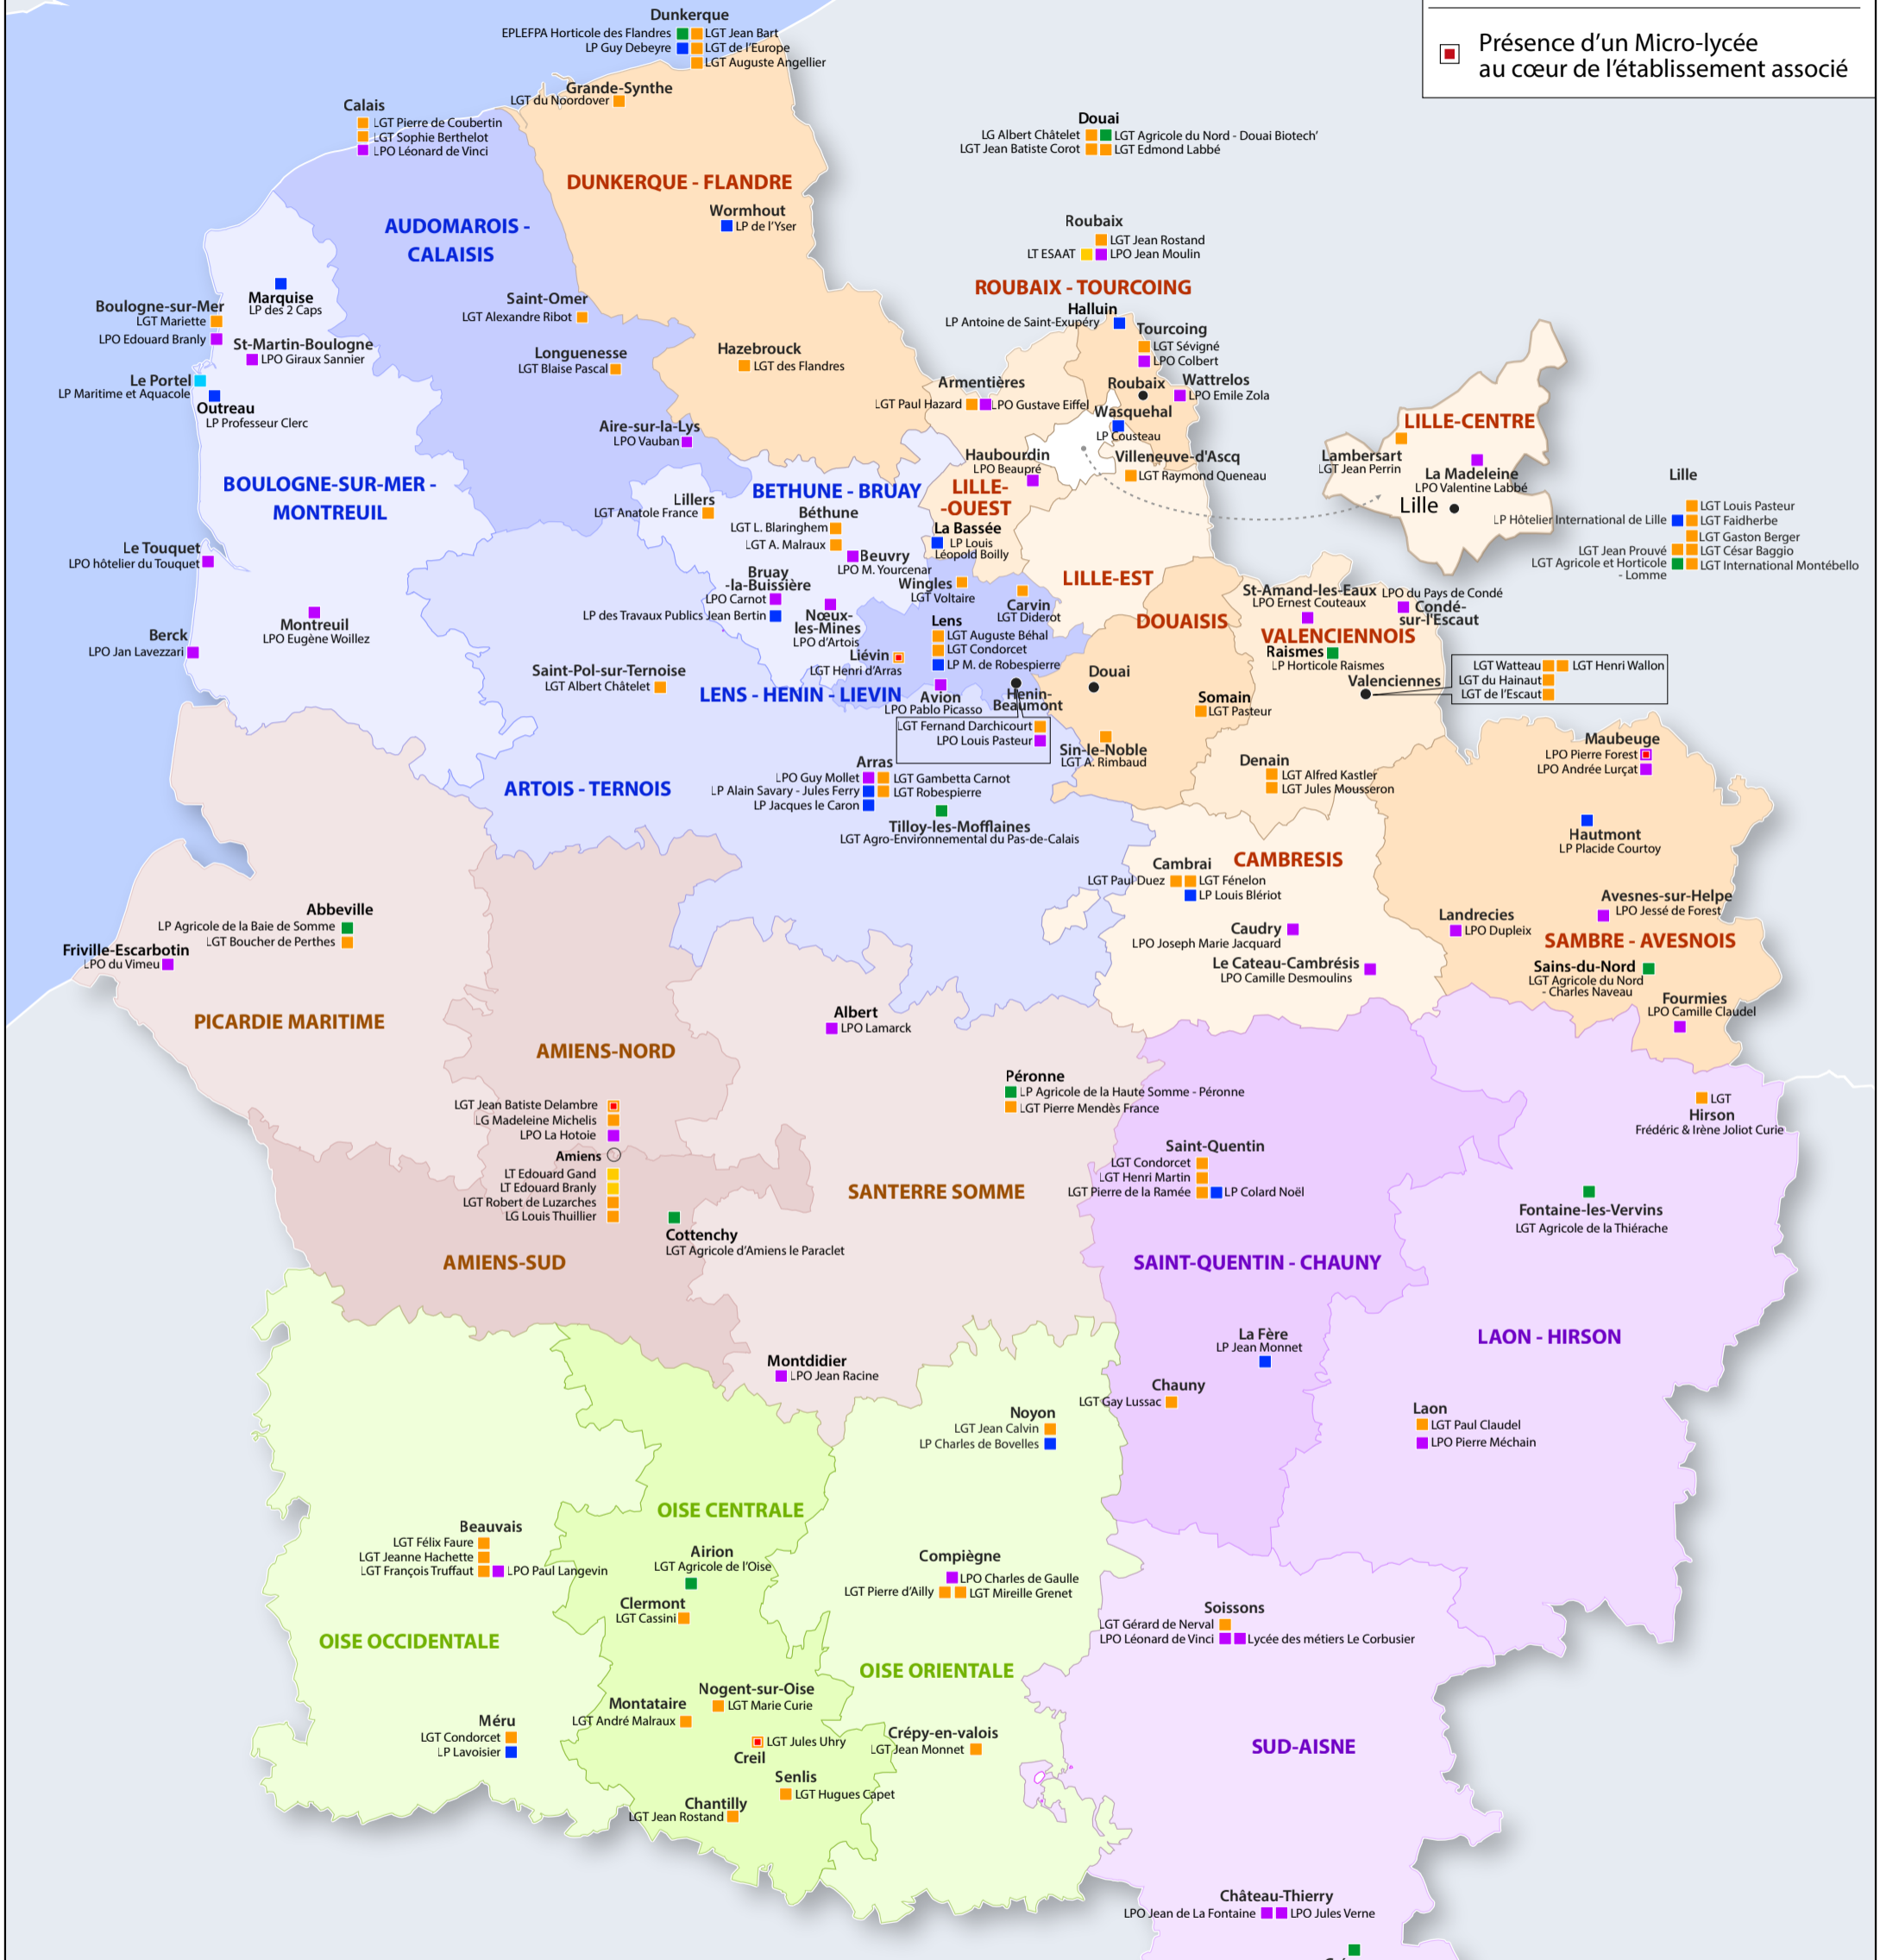 Présence d'un Micro-lycée
au cœur de l'établissement associé
Dunkerque
EPLEFPA Horticole des Flandres
LGT Jean Bart
LP Guy Debeyre
LGT de l'Europe
LGT Auguste Angellier
Grande-Synthe
LGT du Noordover
Calais
LGT Pierre de Coubertin
LGT Sophie Berthelot
LPO Léonard de Vinci
Douai
LG Albert Châtelet
LGT Agricole du Nord - Douai Biotech'
LGT Jean Batiste Corot
LGT Edmond Labbé
DUNKERQUE - FLANDRE
Wormhout
LP de l'Yser
AUDOMAROIS -
CALAISIS
Roubaix
LGT Jean Rostand
LT ESAAT
LPO Jean Moulin
ROUBAIX - TOURCOING
Marquise
LP des 2 Caps
Boulogne-sur-Mer
LGT Mariette
LPO Edouard Branly
St-Martin-Boulogne
LPO Giraux Sannier
Saint-Omer
LGT Alexandre Ribot
Halluin
LP Antoine de Saint-Exupéry
Tourcoing
LGT Sévigné
LPO Colbert
Longuenesse
LGT Blaise Pascal
Hazebrouck
LGT des Flandres
Le Portel
LP Maritime et Aquacole
Outreau
LP Professeur Clerc
Armentières
LGT Paul Hazard
LPO Gustave Eiffel
Roubaix
Wattrelos
LPO Emile Zola
Wasquehal
LP Cousteau
Aire-sur-la-Lys
LPO Vauban
LILLE-CENTRE
Lambersart
LGT Jean Perrin
La Madeleine
LPO Valentine Labbé
Lille
Haubourdin
LPO Beaupré
Villeneuve-d'Ascq
LGT Raymond Queneau
Lille
LGT Louis Pasteur
LP Hôtelier International de Lille
LGT Faidherbe
LGT Gaston Berger
LGT Jean Prouvé
LGT César Baggio
LGT Agricole et Horticole
- Lomme
LGT International Montébello
BOULOGNE-SUR-MER -
MONTREUIL
BETHUNE - BRUAY
LILLE-
-OUEST
Lillers
LGT Anatole France
Béthune
LGT L. Blaringhem
LGT A. Malraux
La Bassée
LP Louis
Léopold Boilly
Le Touquet
LPO hôtelier du Touquet
Beuvry
LPO M. Yourcenar
Bruay
-la-Buissière
LPO Carnot
LP des Travaux Publics Jean Bertin
Wingles
LGT Voltaire
LILLE-EST
Carvin
LGT Diderot
Nœux-
les-Mines
LPO d'Artois
Montreuil
LPO Eugène Woillez
Berck
LPO Jan Lavezzari
Lens
LGT Auguste Béhal
LGT Condorcet
LP M. de Robespierre
DOUAISIS
St-Amand-les-Eaux
LPO Ernest Couteaux
LPO du Pays de Condé
Condé-
sur-l'Escaut
VALENCIENNOIS
Raismes
LP Horticole Raismes
Valenciennes
LGT Watteau
LGT Henri Wallon
LGT du Hainaut
LGT de l'Escaut
Liévin
LGT Henri d'Arras
Saint-Pol-sur-Ternoise
LGT Albert Châtelet
LENS - HENIN - LIEVIN
Avion
LPO Pablo Picasso
Henin-
Beaumont
LGT Fernand Darchicourt
LPO Louis Pasteur
Douai
Somain
LGT Pasteur
Sin-le-Noble
LGT A. Rimbaud
Denain
LGT Alfred Kastler
LGT Jules Mousseron
Maubeuge
LPO Pierre Forest
LPO Andrée Lurçat
ARTOIS - TERNOIS
Arras
LPO Guy Mollet
LGT Gambetta Carnot
LP Alain Savary - Jules Ferry
LGT Robespierre
LP Jacques le Caron
Tilloy-les-Mofflaines
LGT Agro-Environnemental du Pas-de-Calais
Hautmont
LP Placide Courtoy
CAMBRESIS
Cambrai
LGT Paul Duez
LGT Fénelon
LP Louis Blériot
Caudry
LPO Joseph Marie Jacquard
Le Cateau-Cambrésis
LPO Camille Desmoulins
Avesnes-sur-Helpe
LPO Jessé de Forest
Landrecies
LPO Dupleix
SAMBRE - AVESNOIS
Sains-du-Nord
LGT Agricole du Nord
- Charles Naveau
Fourmies
LPO Camille Claudel
Abbeville
LP Agricole de la Baie de Somme
LGT Boucher de Perthes
Friville-Escarbotin
LPO du Vimeu
PICARDIE MARITIME
AMIENS-NORD
Albert
LPO Lamarck
Péronne
LP Agricole de la Haute Somme - Péronne
LGT Pierre Mendès France
LGT Jean Batiste Delambre
LG Madeleine Michelis
LPO La Hotoie
Amiens
LT Edouard Gand
LT Edouard Branly
LGT Robert de Luzarches
LG Louis Thuillier
Cottenchy
LGT Agricole d'Amiens le Paraclet
AMIENS-SUD
SANTERRE SOMME
LGT
Hirson
Frédéric & Irène Joliot Curie
Saint-Quentin
LGT Condorcet
LGT Henri Martin
LGT Pierre de la Ramée
LP Colard Noël
Fontaine-les-Vervins
LGT Agricole de la Thiérache
SAINT-QUENTIN - CHAUNY
LAON - HIRSON
La Fère
LP Jean Monnet
Montdidier
LPO Jean Racine
Chauny
LGT Gay Lussac
Noyon
LGT Jean Calvin
LP Charles de Bovelles
Laon
LGT Paul Claudel
LPO Pierre Méchain
OISE CENTRALE
Beauvais
LGT Félix Faure
LGT Jeanne Hachette
LGT François Truffaut
LPO Paul Langevin
Airion
LGT Agricole de l'Oise
Clermont
LGT Cassini
Compiègne
LPO Charles de Gaulle
LGT Pierre d'Ailly
LGT Mireille Grenet
Soissons
LGT Gérard de Nerval
LPO Léonard de Vinci
Lycée des métiers Le Corbusier
OISE OCCIDENTALE
OISE ORIENTALE
Nogent-sur-Oise
LGT Marie Curie
Montataire
LGT André Malraux
Méru
LGT Condorcet
LP Lavoisier
LGT Jules Uhry
Creil
Crépy-en-valois
LGT Jean Monnet
SUD-AISNE
Senlis
LGT Hugues Capet
Chantilly
LGT Jean Rostand
Château-Thierry
LPO Jean de La Fontaine
LPO Jules Verne